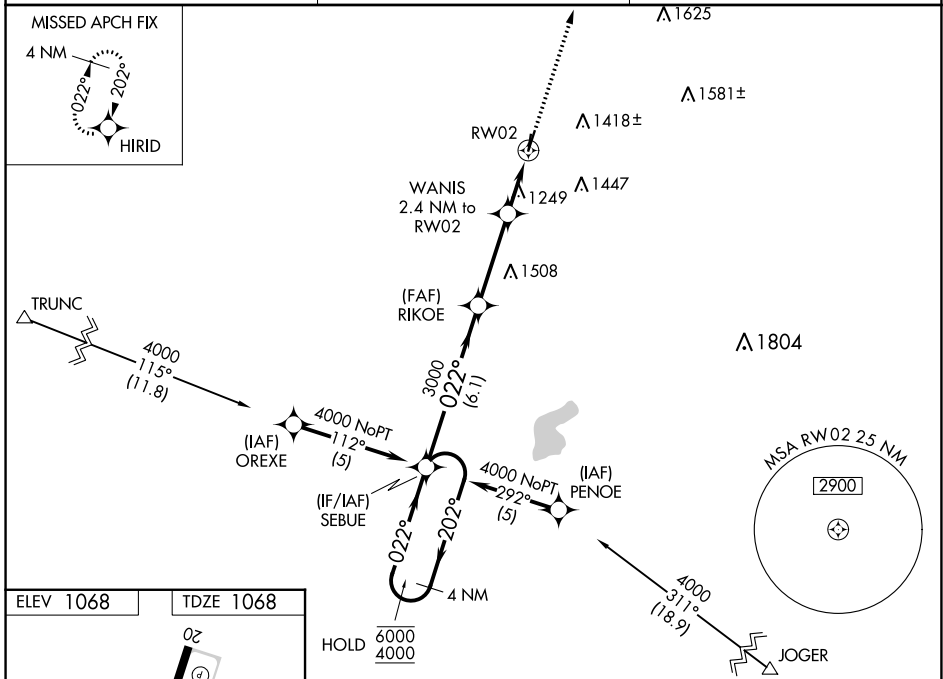 MISSED APCH FIX
4 NM
022°
202°
HIRID
1625
1581±
1418±
RW02
1447
1249
WANIS
2.4 NM to
RW02
1508
(FAF)
RIKOE
TRUNC
1804
4000
115°
(11.8)
3000
022°
(6.1)
(IAF)
OREXE
4000 NoPT
112°
(5)
(IF/IAF)
SEBUE
4000 NoPT
292°
(5)
(IAF)
PENOE
MSA RW02 25 NM
2900
022°
202°
4 NM
HOLD
6000
4000
4000
311°
(18.9)
JOGER
ELEV 1068
TDZE 1068
20
P